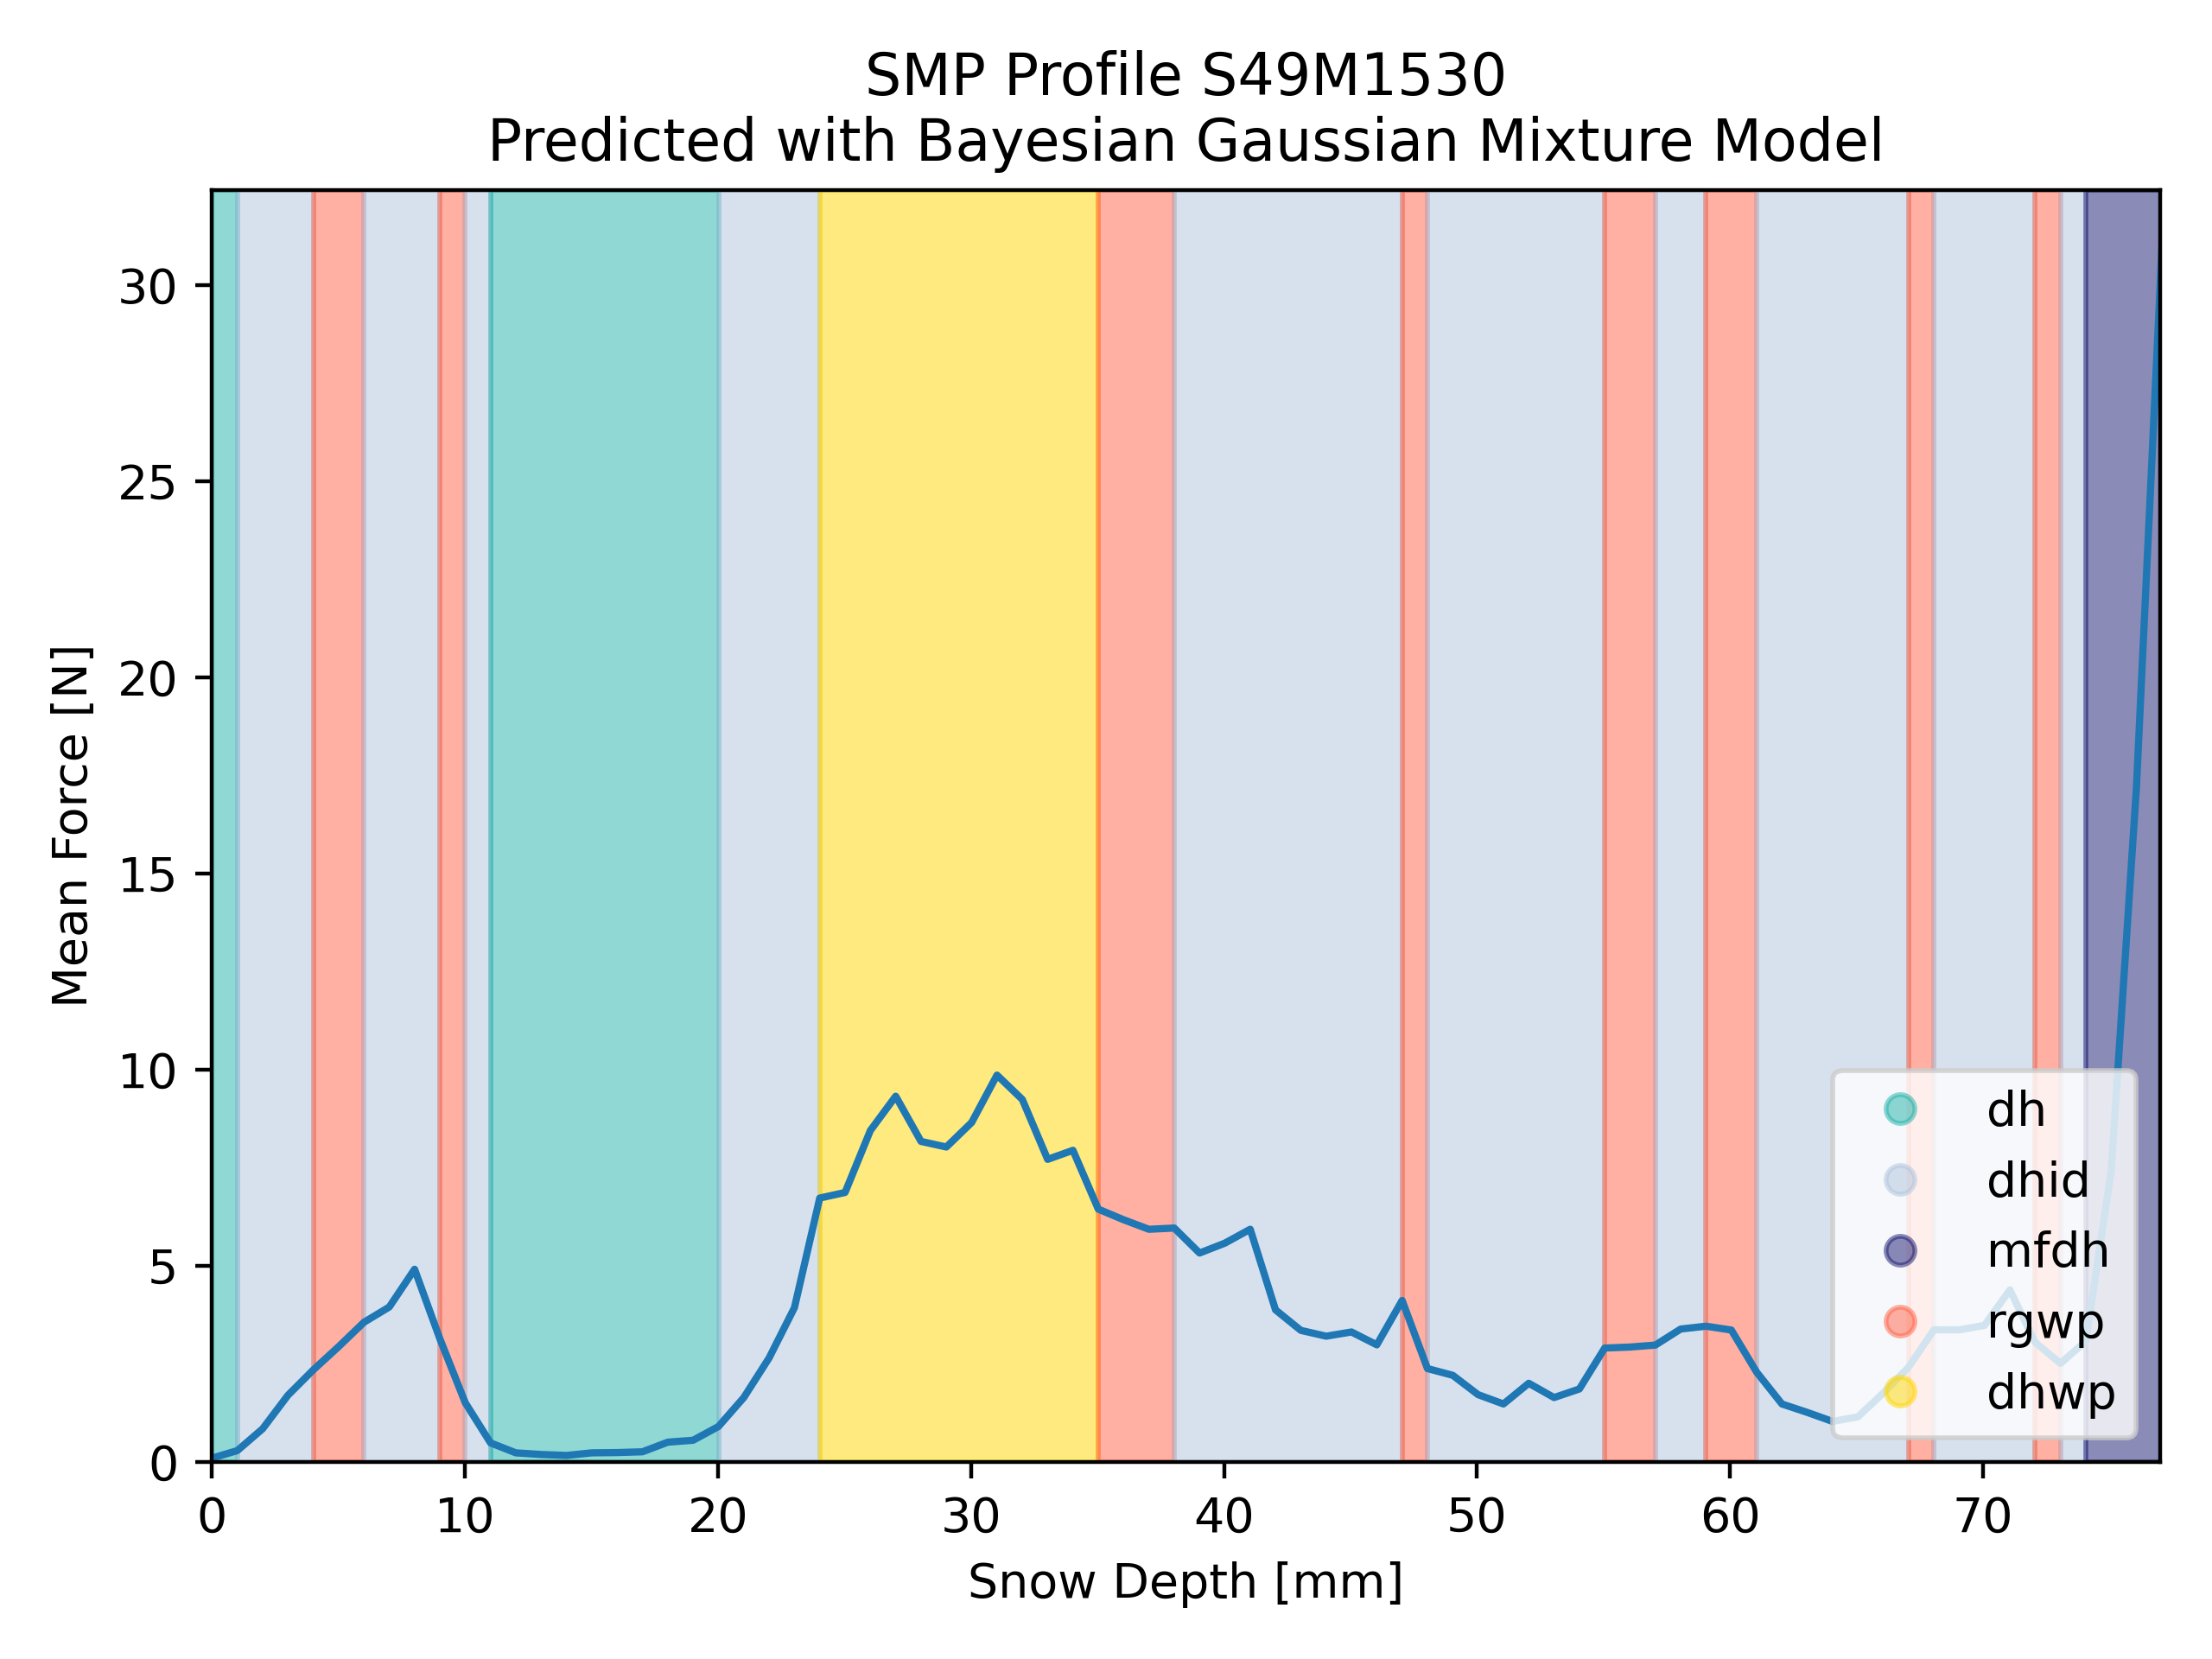 SMP Profile S49M1530
Predicted with Bayesian Gaussian Mixture Model
Mean Force [N]
30
25
20
15
10
5
0
0 10 20 30 40 50 60 70
Snow Depth [mm]
dh
dhid
mfdh
rgwp
dhwp